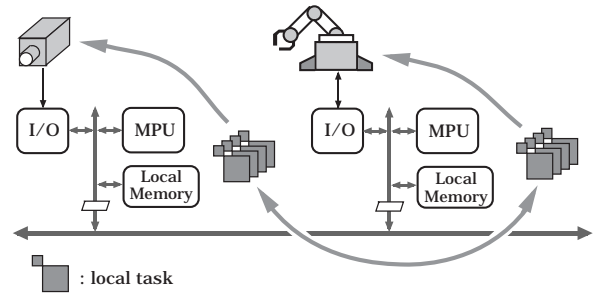 I/O
MPU
Local
Memory
I/O
MPU
Local
Memory
: local task